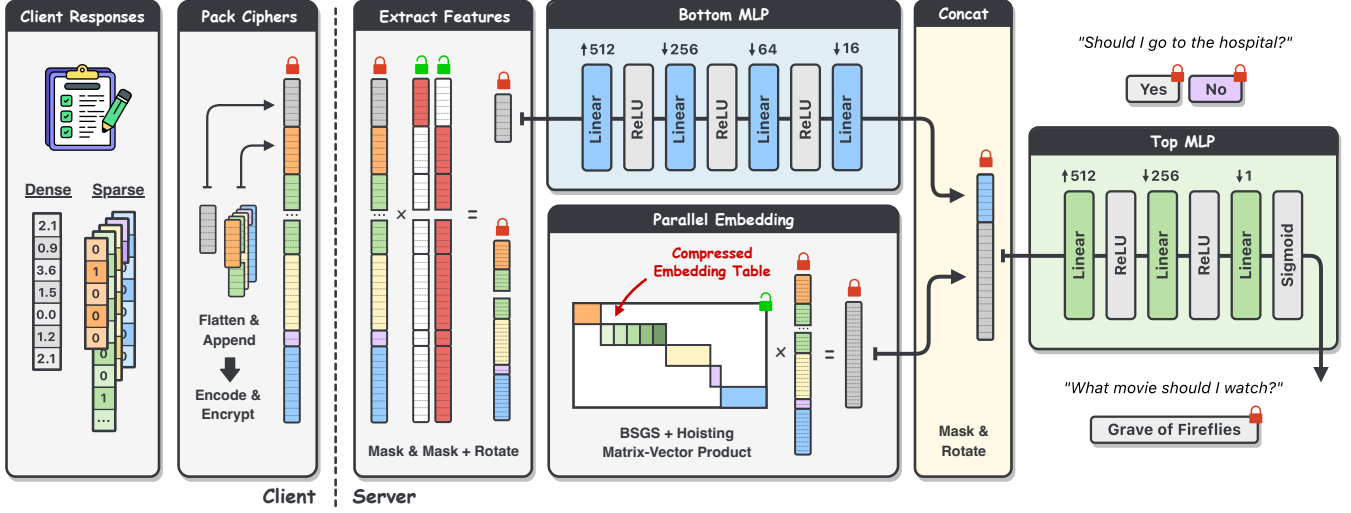 Client Responses
Dense
Sparse
2.1
0.9
3.6
1.5
0.0
1.2
2.1
0
1
0
0
0
0
0
1
...
0
0
Pack Ciphers
Flatten &
Append
Encode &
Encrypt
Client
Server
Extract Features
...
×
=
Mask & Mask + Rotate
Bottom MLP
↑512
↓256
↓64
↓16
Linear
ReLU
Linear
ReLU
Linear
ReLU
Linear
Parallel Embedding
Compressed
Embedding Table
×
...
=
BSGS + Hoisting
Matrix-Vector Product
Concat
Mask &
Rotate
"Should I go to the hospital?"
Yes
No
Top MLP
↑512
↓256
↓1
Linear
ReLU
Linear
ReLU
Linear
Sigmoid
"What movie should I watch?"
Grave of Fireflies